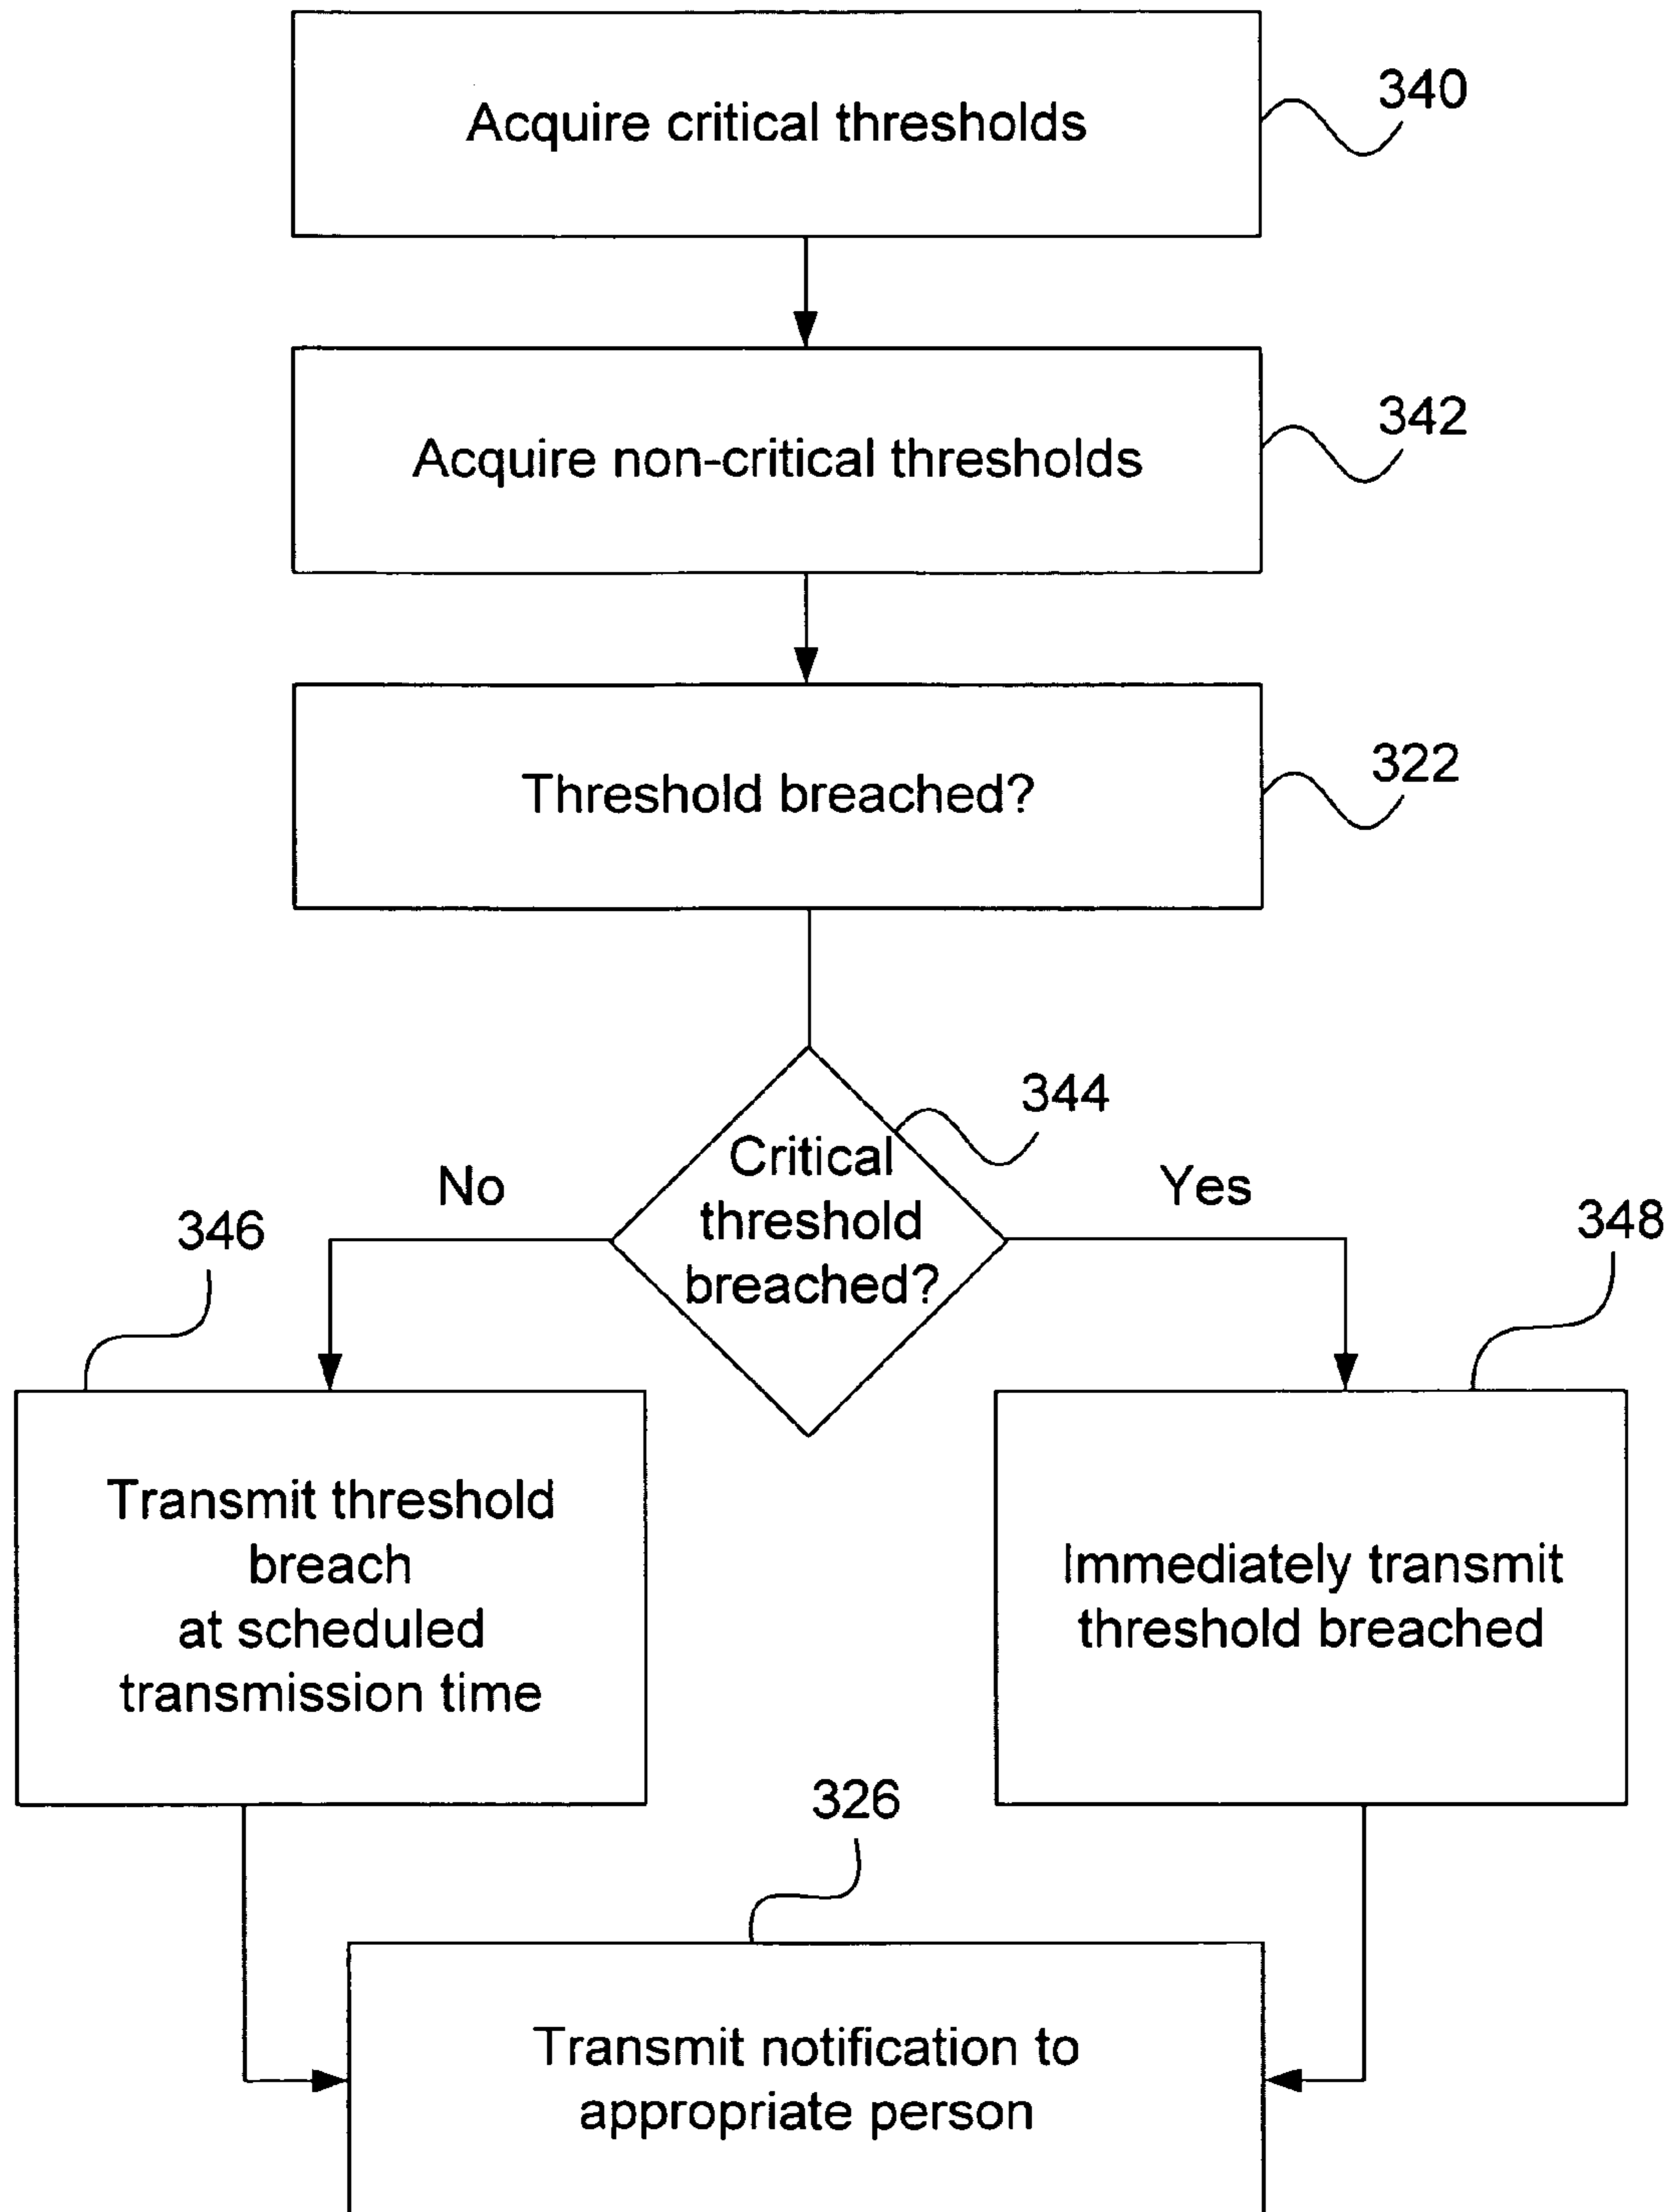 Acquire critical thresholds
340
Acquire non-critical thresholds
342
Threshold breached?
322
344
Critical
threshold
breached?
No
Yes
346
348
Transmit threshold
breach
at scheduled
transmission time
Immediately transmit
threshold breached
326
Transmit notification to
appropriate person